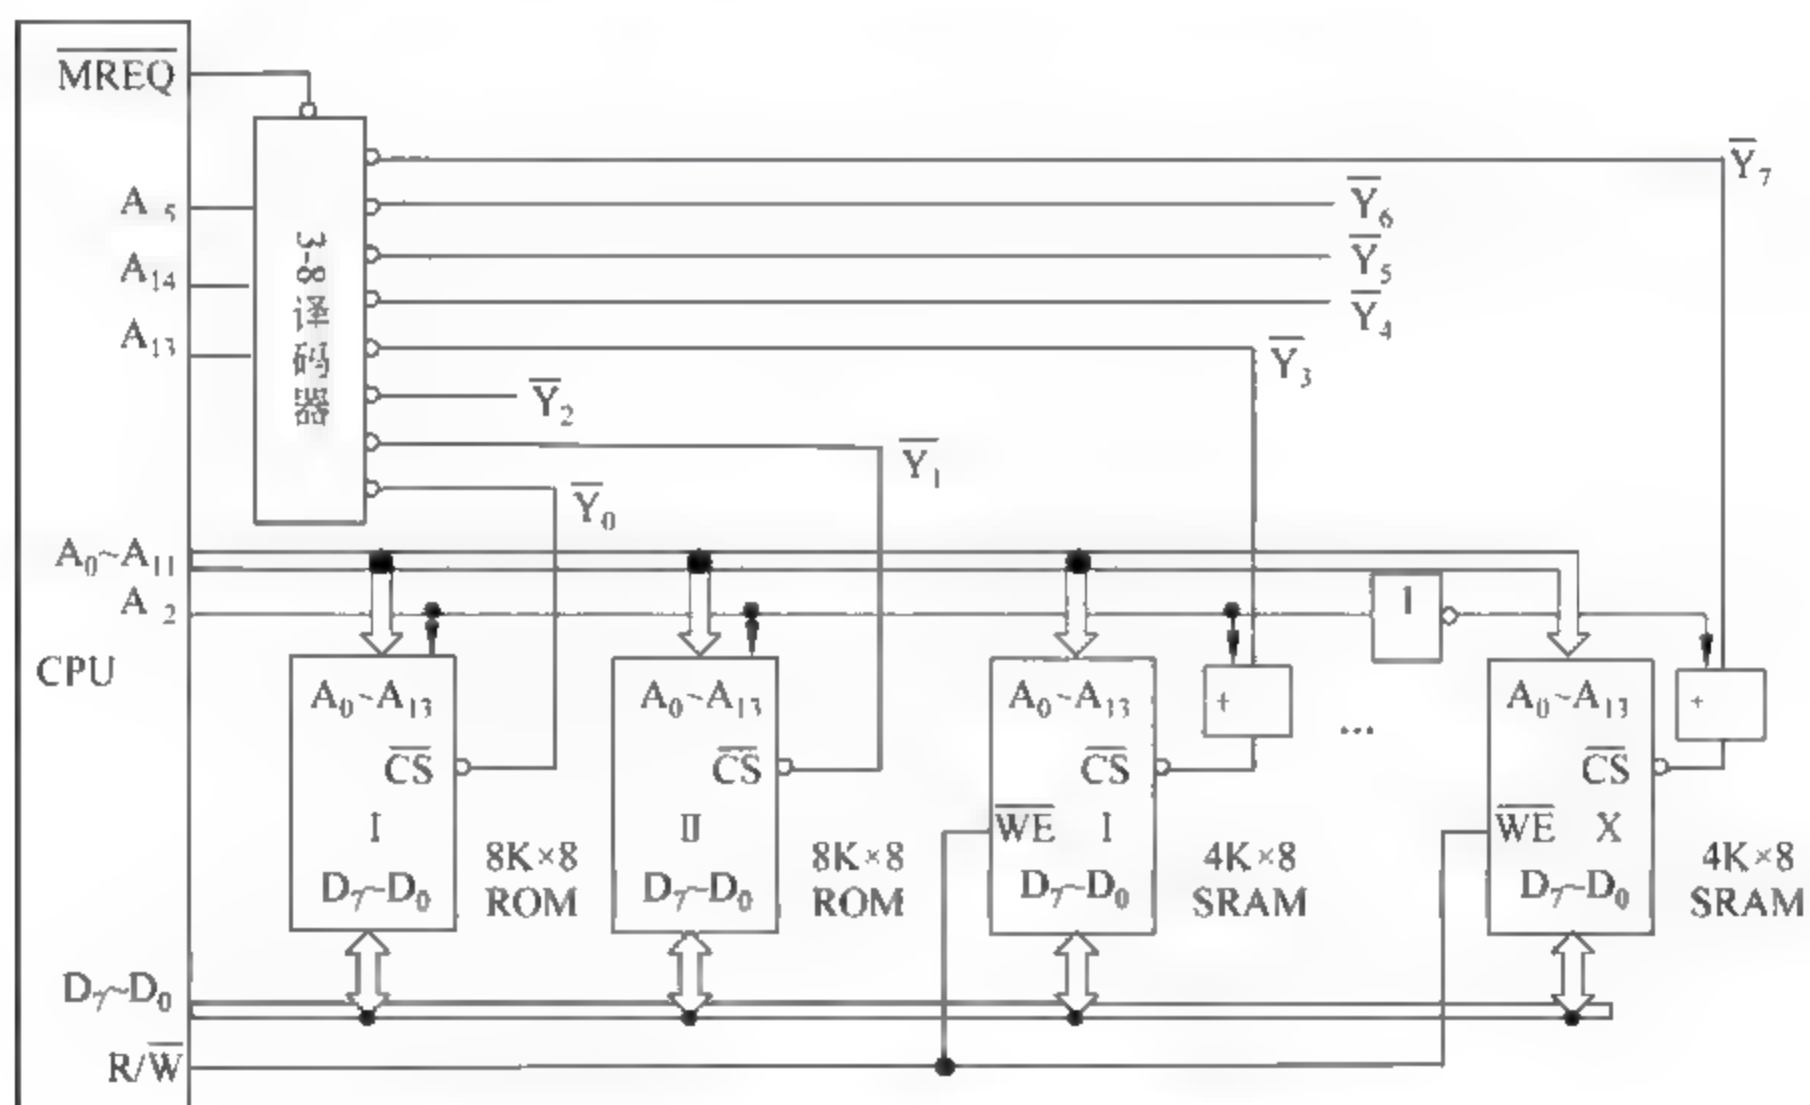 MREQ
A 5
A14
A13
3-8译码器
Y7
Y6
Y5
Y4
Y3
Y2
Y1
Y0
A0~A11
A 2
1
CPU
A0~A13
CS
I
D7~D0
8K×8
ROM
A0~A13
CS
II
D7~D0
8K×8
ROM
A0~A13
CS
WE I
D7~D0
+
4K×8
SRAM
...
A0~A13
CS
WE X
D7~D0
+
4K×8
SRAM
D7~D0
R/W